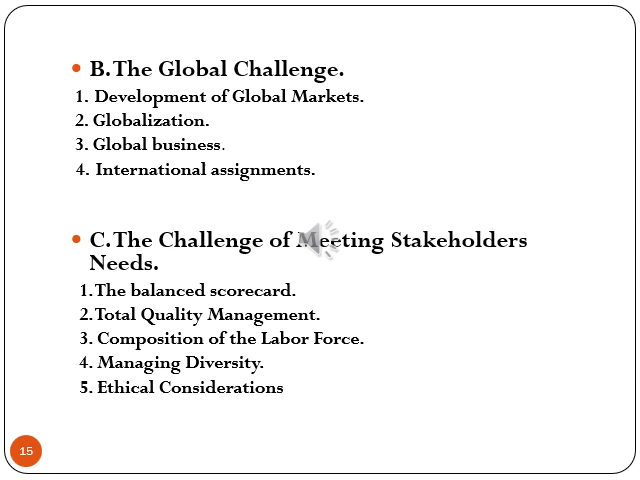 B. The Global Challenge.
1. Development of Global Markets.
2. Globalization.
3. Global business.
4. International assignments.
C. The Challenge of Meeting Stakeholders
Needs.
1. The balanced scorecard.
2. Total Quality Management.
3. Composition of the Labor Force.
4. Managing Diversity.
5. Ethical Considerations
15